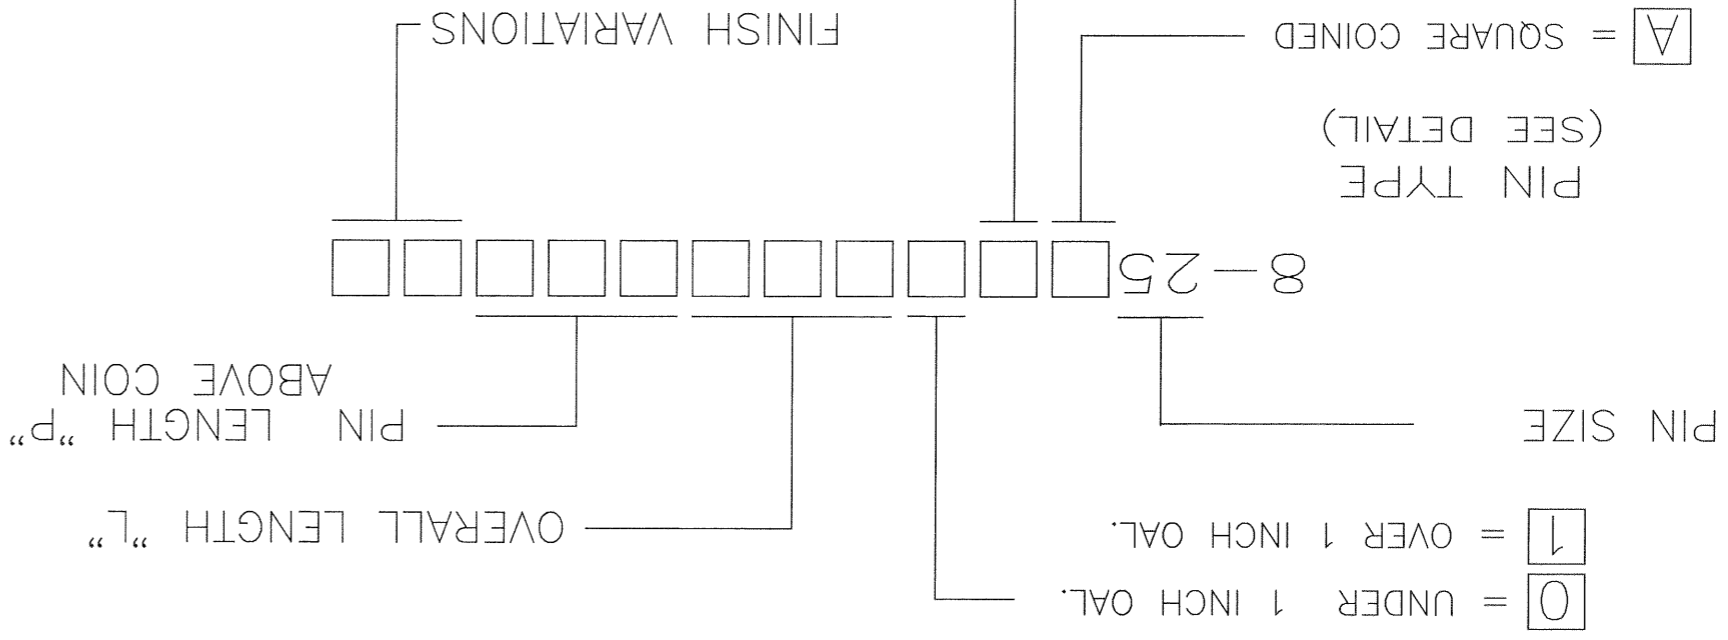 0 = UNDER 1 INCH OAL.
1 = OVER 1 INCH OAL.
OVERALL LENGTH "L"
PIN SIZE
PIN LENGTH "P"
ABOVE COIN
8-25
PIN TYPE
(SEE DETAIL)
A = SQUARE COINED
FINISH VARIATIONS